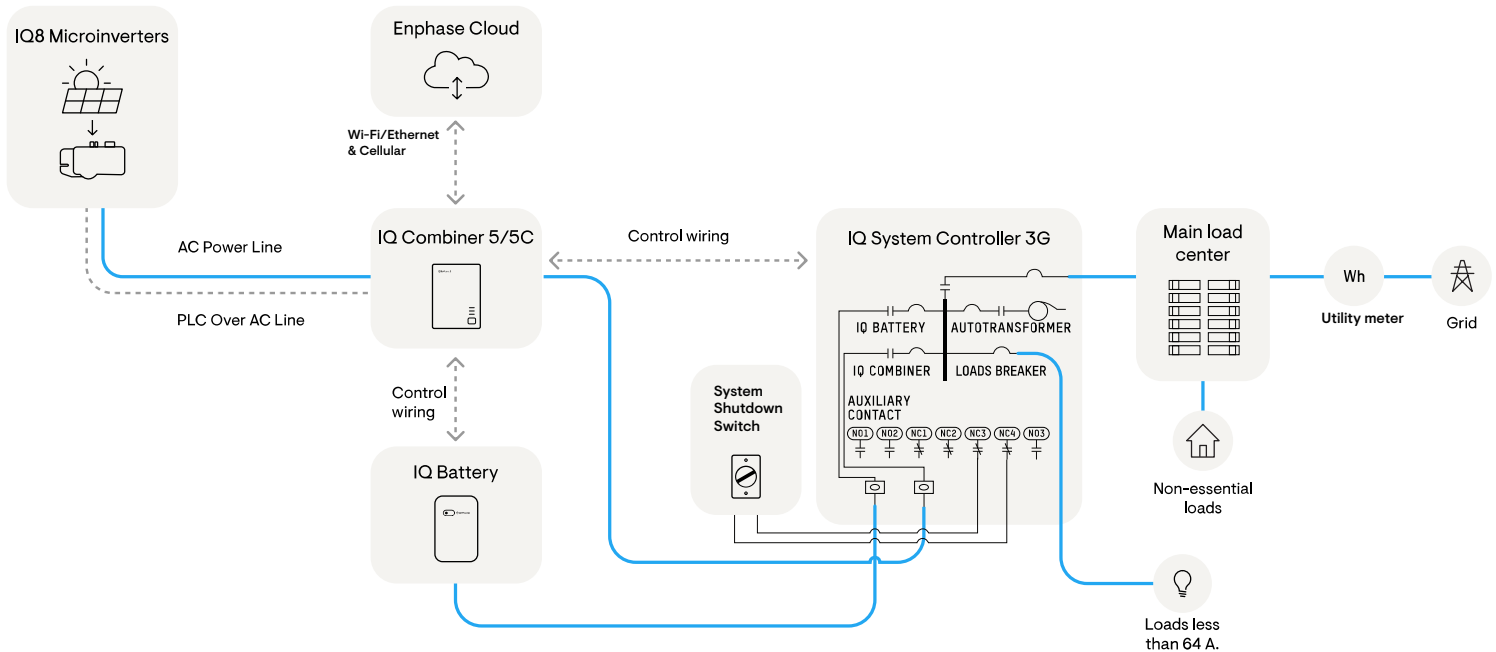 IQ8 Microinverters
Enphase Cloud
Wi-Fi/Ethernet
& Cellular
AC Power Line
PLC Over AC Line
IQ Combiner 5/5C
Control wiring
IQ System Controller 3G
IQ BATTERY
AUTOTRANSFORMER
IQ COMBINER
LOADS BREAKER
AUXILIARY
CONTACT
NO1
NO2
NC1
NC2
NC3
NC4
NO3
Main load
center
Wh
Utility meter
Grid
Non-essential
loads
Control
wiring
System
Shutdown
Switch
IQ Battery
Loads less
than 64 A.